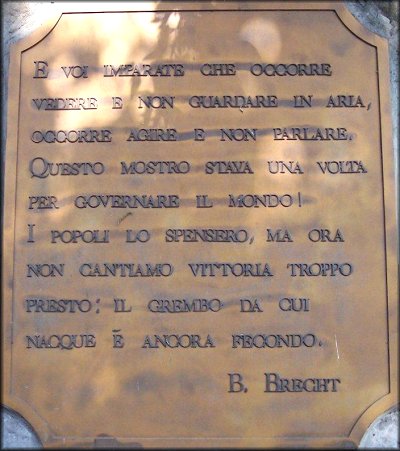 E VOI IMPARATE CHE OCCORRE
VEDERE E NON GUARDARE IN ARIA,
OCCORRE AGIRE E NON PARLARE.
QUESTO MOSTRO STAVA UNA VOLTA
PER GOVERNARE IL MONDO!
I POPOLI LO SPENSERO, MA ORA
NON CANTIAMO VITTORIA TROPPO
PRESTO: IL GREMBO DA CUI
NACQUE È ANCORA FECONDO.
B. BRECHT